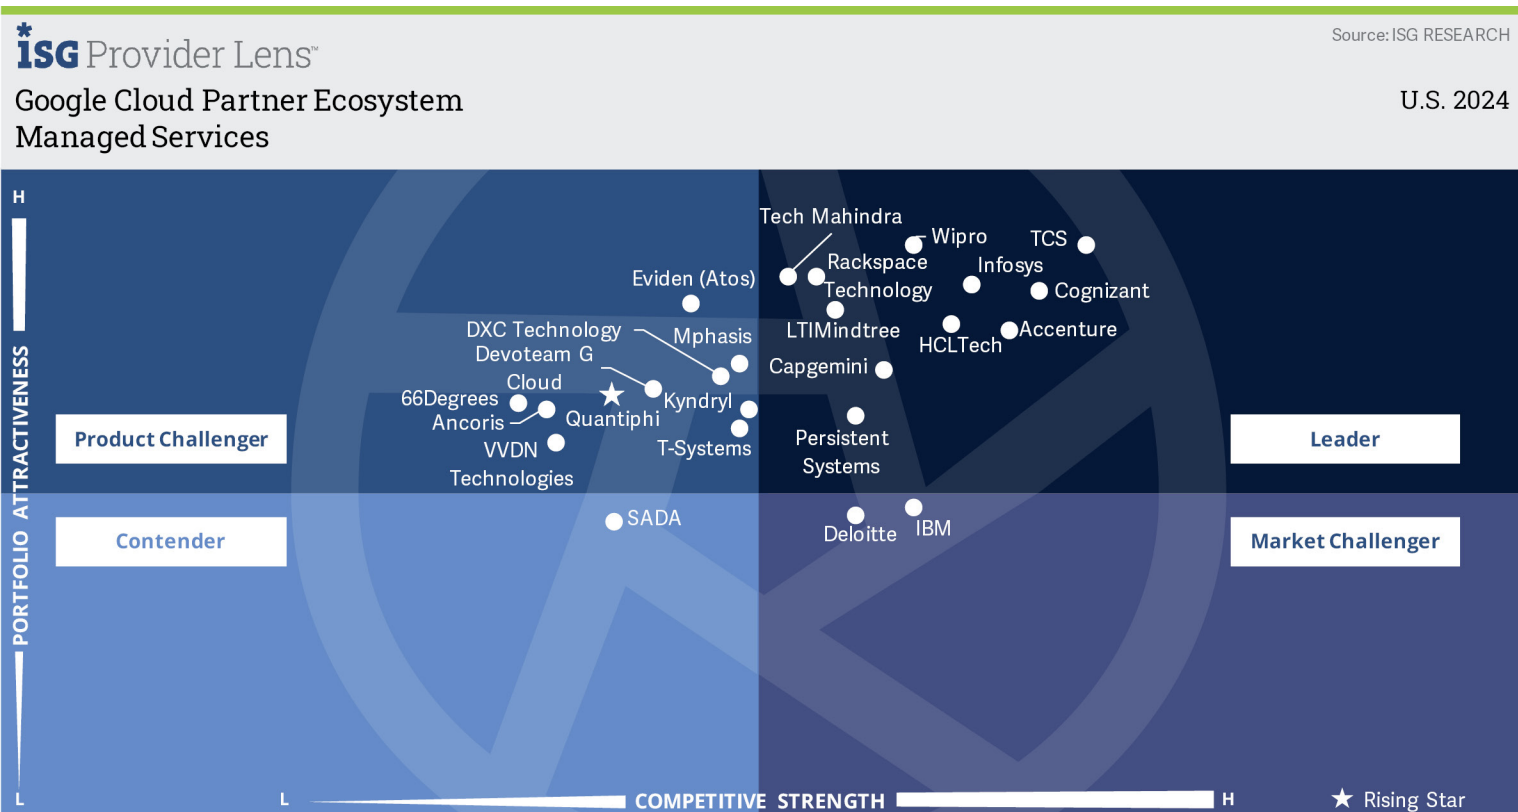 ISG Provider Lens™
Source: ISG RESEARCH
Google Cloud Partner Ecosystem
Managed Services
U.S. 2024
H
PORTFOLIO ATTRACTIVENESS
L
Tech Mahindra
Wipro
TCS
Rackspace
Technology
Infosys
Cognizant
Eviden (Atos)
LTIMindtree
HCLTech
Accenture
DXC Technology
Mphasis
Devoteam G
Cloud
Capgemini
66Degrees
Ancoris
Quantiphi
Kyndryl
VVDN
Technologies
T-Systems
Persistent
Systems
Product Challenger
Leader
SADA
Deloitte
IBM
Contender
Market Challenger
L
COMPETITIVE STRENGTH
H
Rising Star